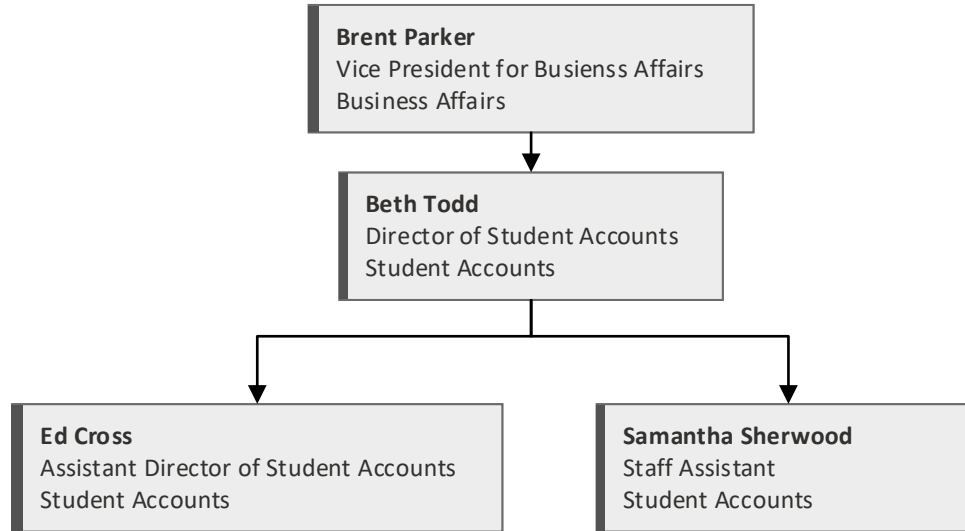 Brent Parker
Vice President for Busienss Affairs
Business Affairs
Beth Todd
Director of Student Accounts
Student Accounts
Ed Cross
Assistant Director of Student Accounts
Student Accounts
Samantha Sherwood
Staff Assistant
Student Accounts